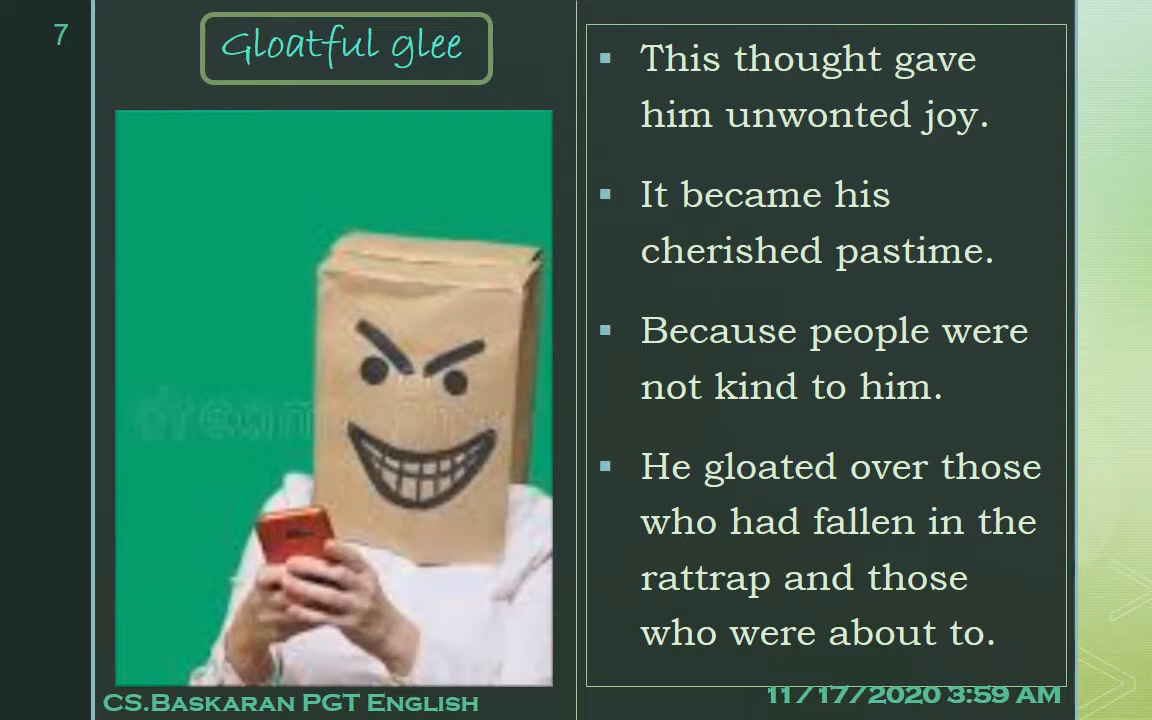 7
Gloatful glee
This thought gave
him unwonted joy.
It became his
cherished pastime.
Because people were
not kind to him.
He gloated over those
who had fallen in the
rattrap and those
who were about to.
CS.Baskaran PGT English
11/17/2020 3:59 AM